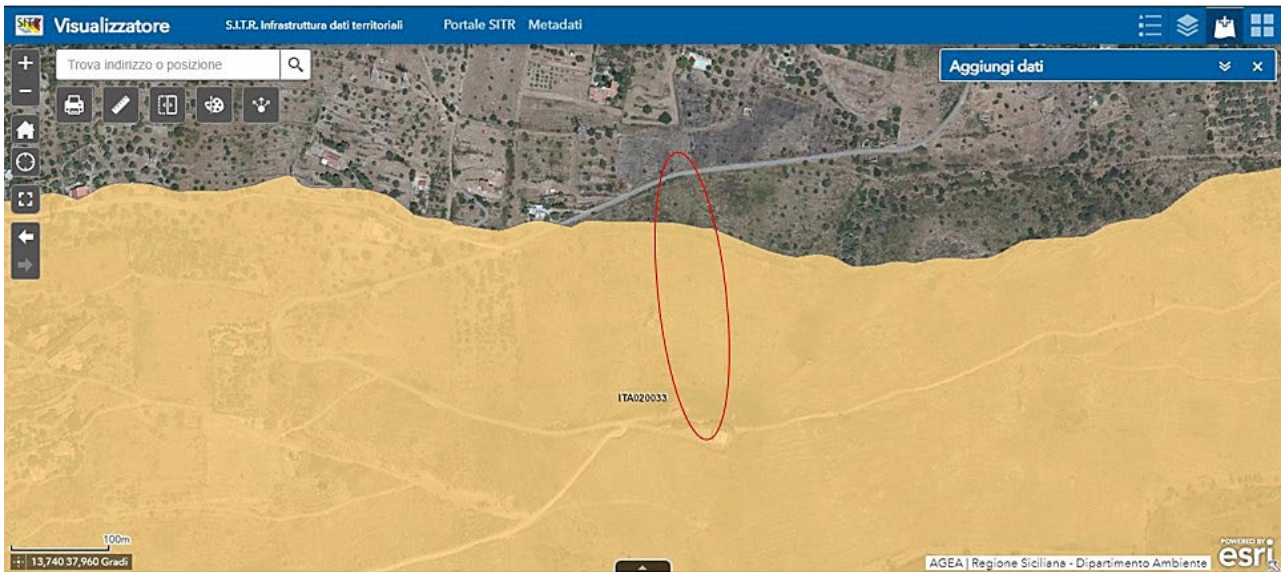 SITR Visualizzatore S.I.T.R. Infrastruttura dati territoriali Portale SITR Metadati
Trova indirizzo o posizione
Aggiungi dati
ITA020033
100m
13,740 37,960 Gradi
AGEA | Regione Siciliana - Dipartimento Ambiente
POWERED BY
esri